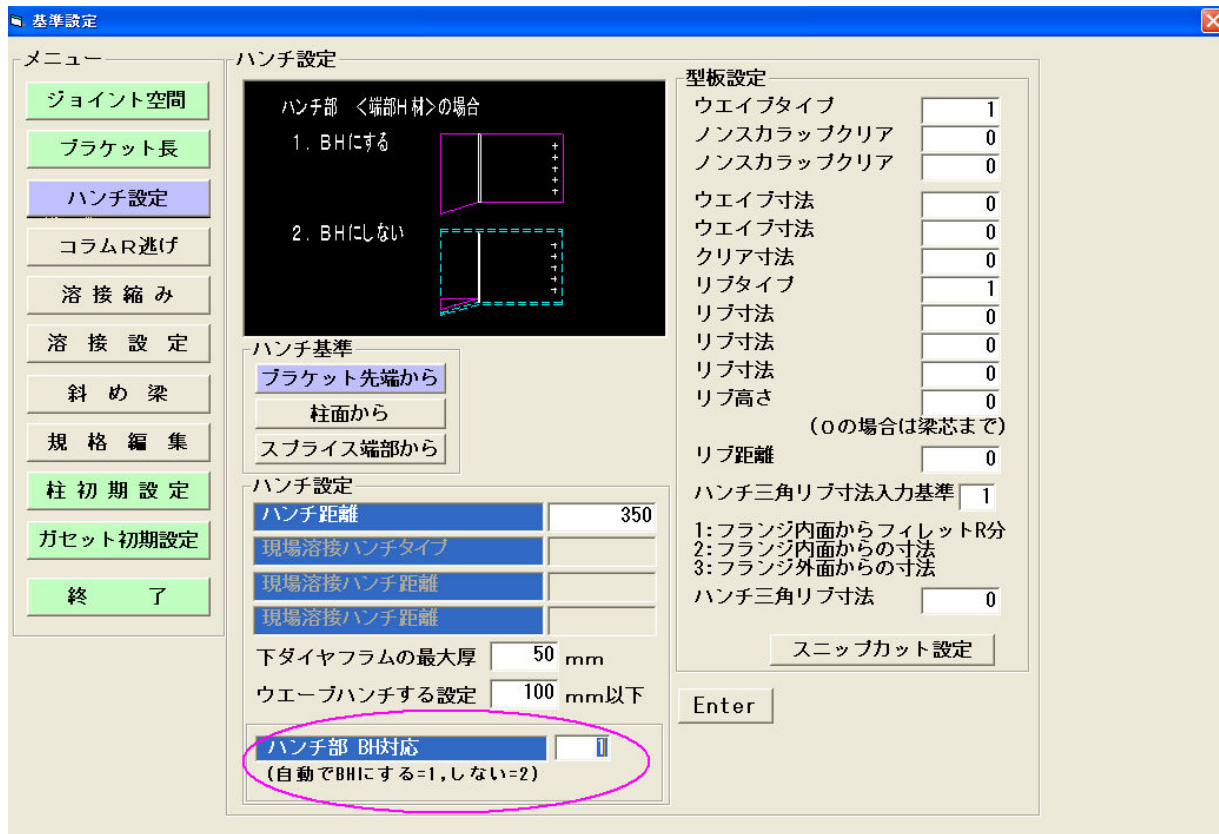 基準設定
メニュー
ジョイント空間
ブラケット長
ハンチ設定
コラムR逃げ
溶接縮み
溶接設定
斜め梁
規格編集
柱初期設定
ガセット初期設定
終了
ハンチ設定
ハンチ部 <端部H材>の場合
1. BHにする
2. BHにしない
ハンチ基準
ブラケット先端から
柱面から
スプライス端部から
ハンチ設定
ハンチ距離 350
現場溶接ハンチタイプ
現場溶接ハンチ距離
現場溶接ハンチ距離
下ダイヤフラムの最大厚 50 mm
ウエーブハンチする設定 100 mm以下
ハンチ部 BH対応 1
(自動でBHにする=1,しない=2)
型板設定
ウエイブタイプ 1
ノンスカラップクリア 0
ノンスカラップクリア 0
ウエイブ寸法 0
ウエイブ寸法 0
クリア寸法 0
リブタイプ 1
リブ寸法 0
リブ寸法 0
リブ寸法 0
リブ高さ 0
(0の場合は梁芯まで)
リブ距離 0
ハンチ三角リブ寸法入力基準 1
1:フランジ内面からフィレットR分
2:フランジ内面からの寸法
3:フランジ外面からの寸法
ハンチ三角リブ寸法 0
スニップカット設定
Enter